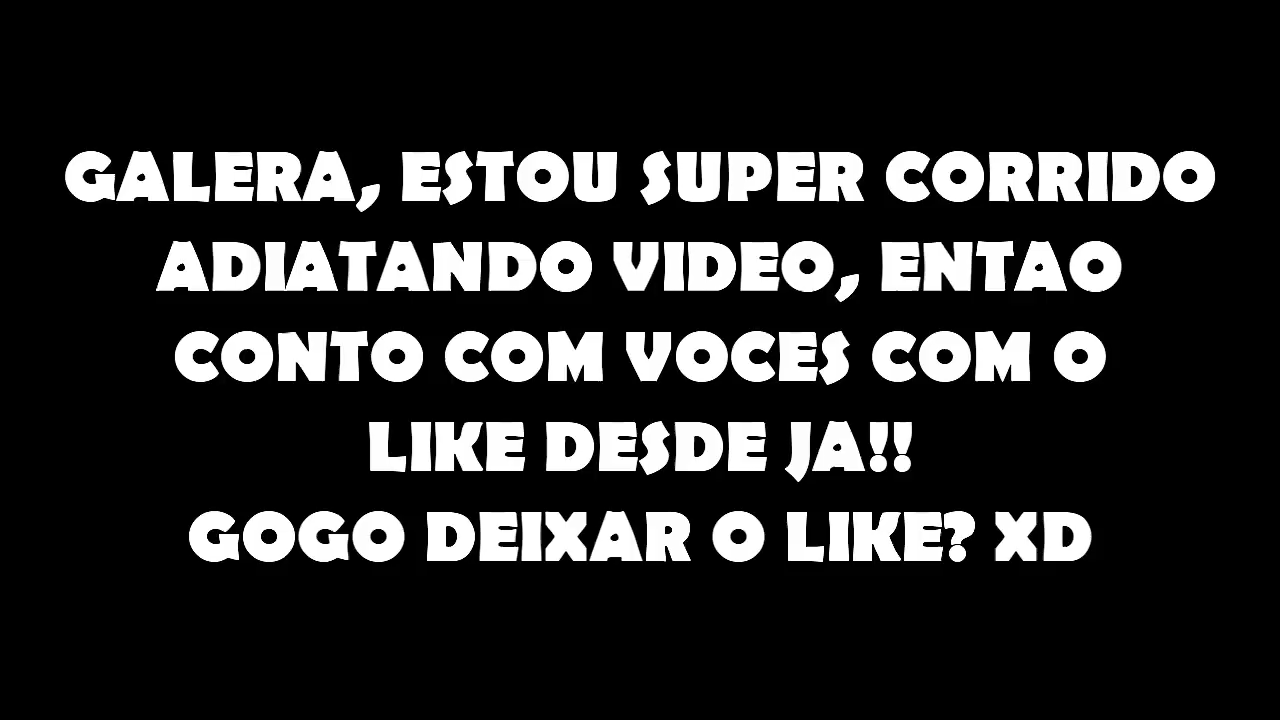 GALERA, ESTOU SUPER CORRIDO
ADIATANDO VIDEO, ENTAO
CONTO COM VOCES COM O
LIKE DESDE JA!!
GOGO DEIXAR O LIKE? XD